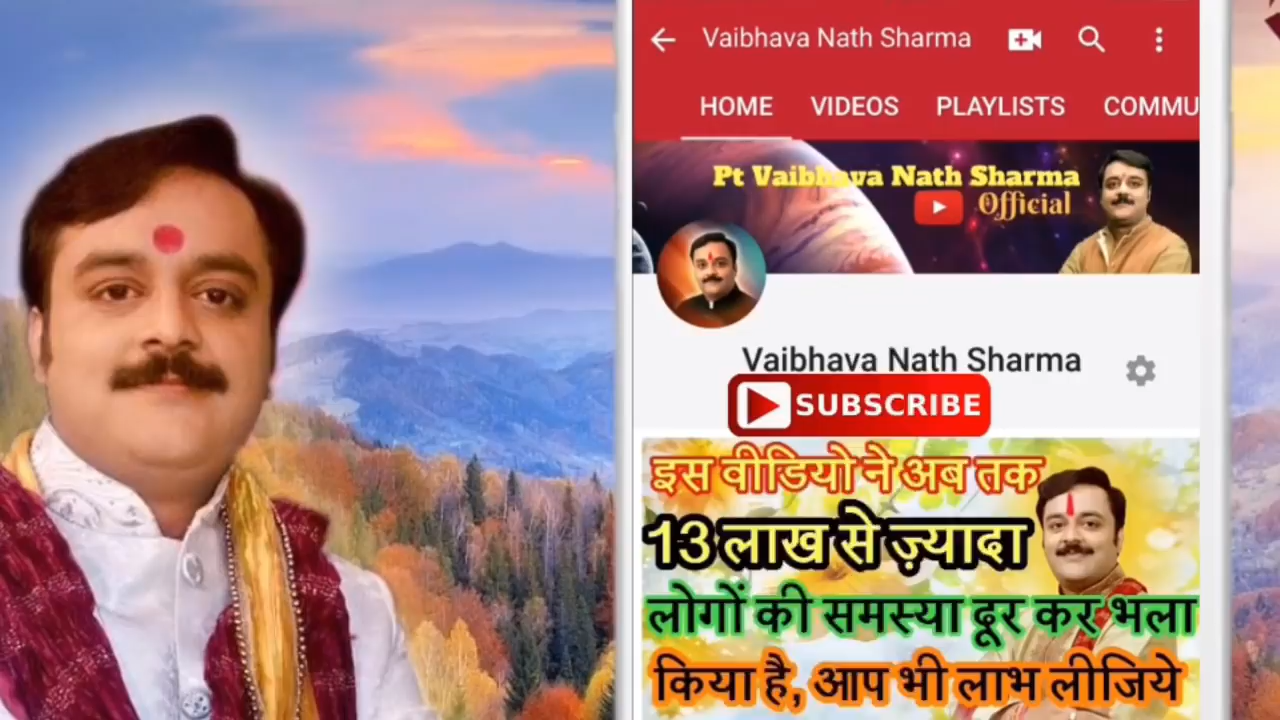 Vaibhava Nath Sharma
HOME VIDEOS PLAYLISTS COMMU
Pt Vaibhava Nath Sharma
Official
Vaibhava Nath Sharma
SUBSCRIBE
इस वीडियो ने अब तक
13 लाख से ज़्यादा
लोगों की समस्या दूर कर भला
किया है, आप भी लाभ लीजिये